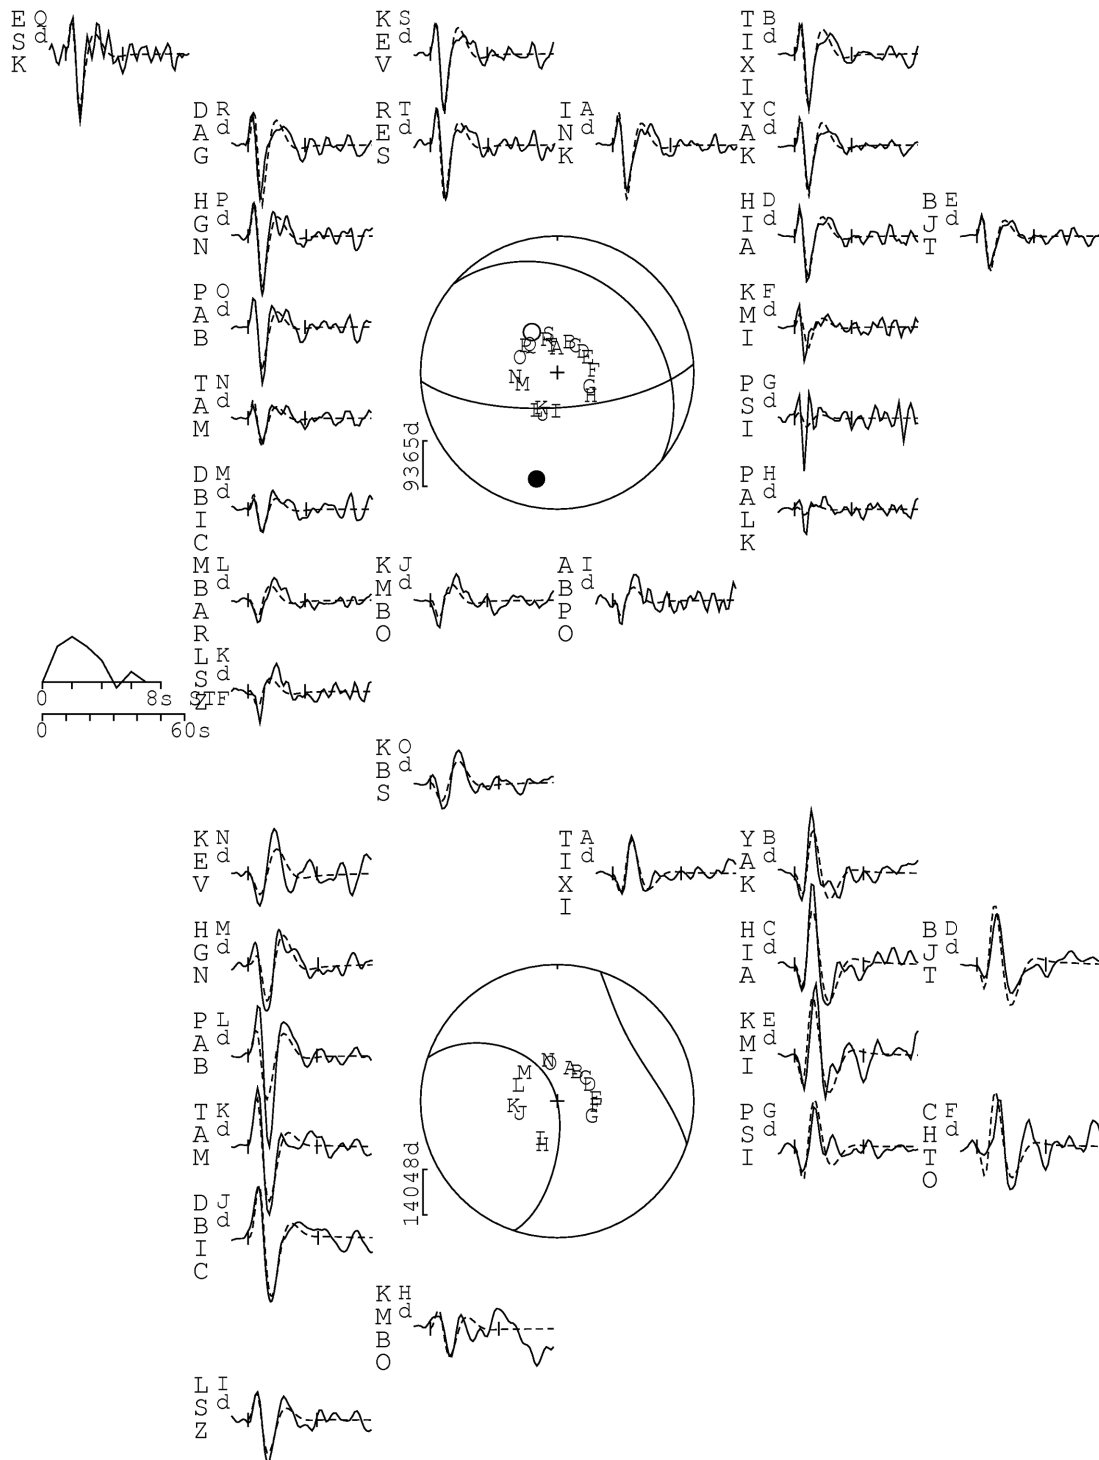 ESK Q d
KEV S d
TIXI B d
DAG R d
RES T d
INK A d
YAK C d
HGN P d
HIA D d
BJT E d
PAB O d
KMI F d
TAM N d
PSI G d
9365d
DBIC M d
PALK H d
MBAR L d
KMBO J d
ABPO I d
LSZ K d
0 8s STF
0 60s
KBS O d
KEV N d
TIXI A d
YAK B d
HGN M d
HIA C d
BJT D d
PAB L d
KMI E d
TAM K d
PSI G d
CHTO F d
14048d
DBIC J d
KMBO H d
LSZ I d